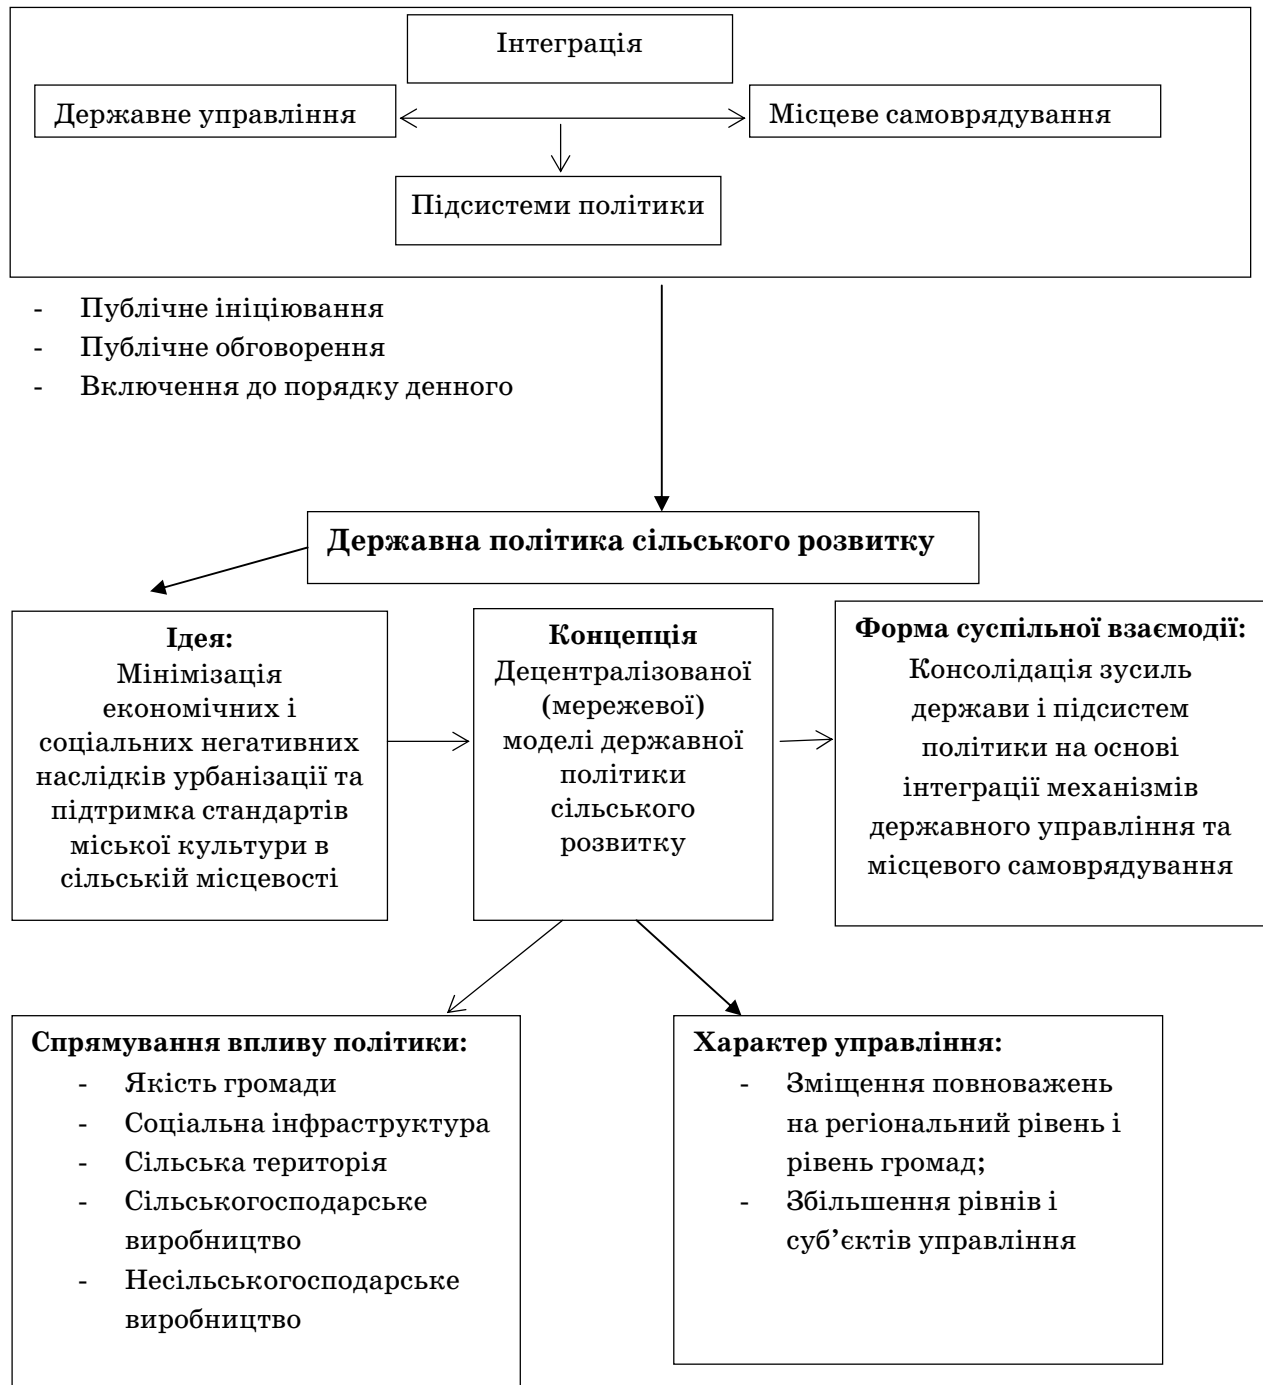 Інтеграція
Державне управління
Місцеве самоврядування
Підсистеми політики
- Публічне ініціювання
- Публічне обговорення
- Включення до порядку денного
Державна політика сільського розвитку
Ідея:
Мінімізація
економічних і
соціальних негативних
наслідків урбанізації та
підтримка стандартів
міської культури в
сільській місцевості
Концепція
Децентралізованої
(мережевої)
моделі державної
політики
сільського
розвитку
Форма суспільної взаємодії:
Консолідація зусиль
держави і підсистем
політики на основі
інтеграції механізмів
державного управління та
місцевого самоврядування
Спрямування впливу політики:
- Якість громади
- Соціальна інфраструктура
- Сільська територія
- Сільськогосподарське
виробництво
- Несільськогосподарське
виробництво
Характер управління:
- Зміщення повноважень
на регіональний рівень і
рівень громад;
- Збільшення рівнів і
суб’єктів управління